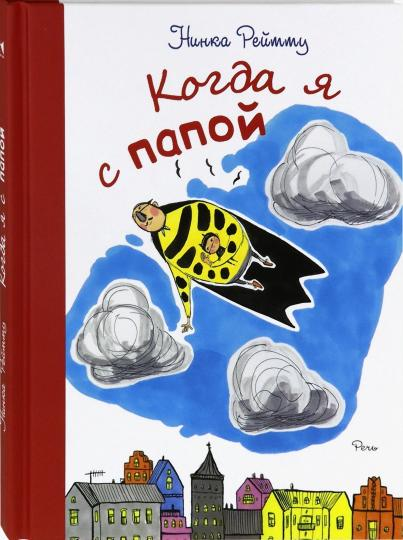 Нинка Рейтту
Когда я
с папой
Речь
Нинка Рейтту Когда я с папой